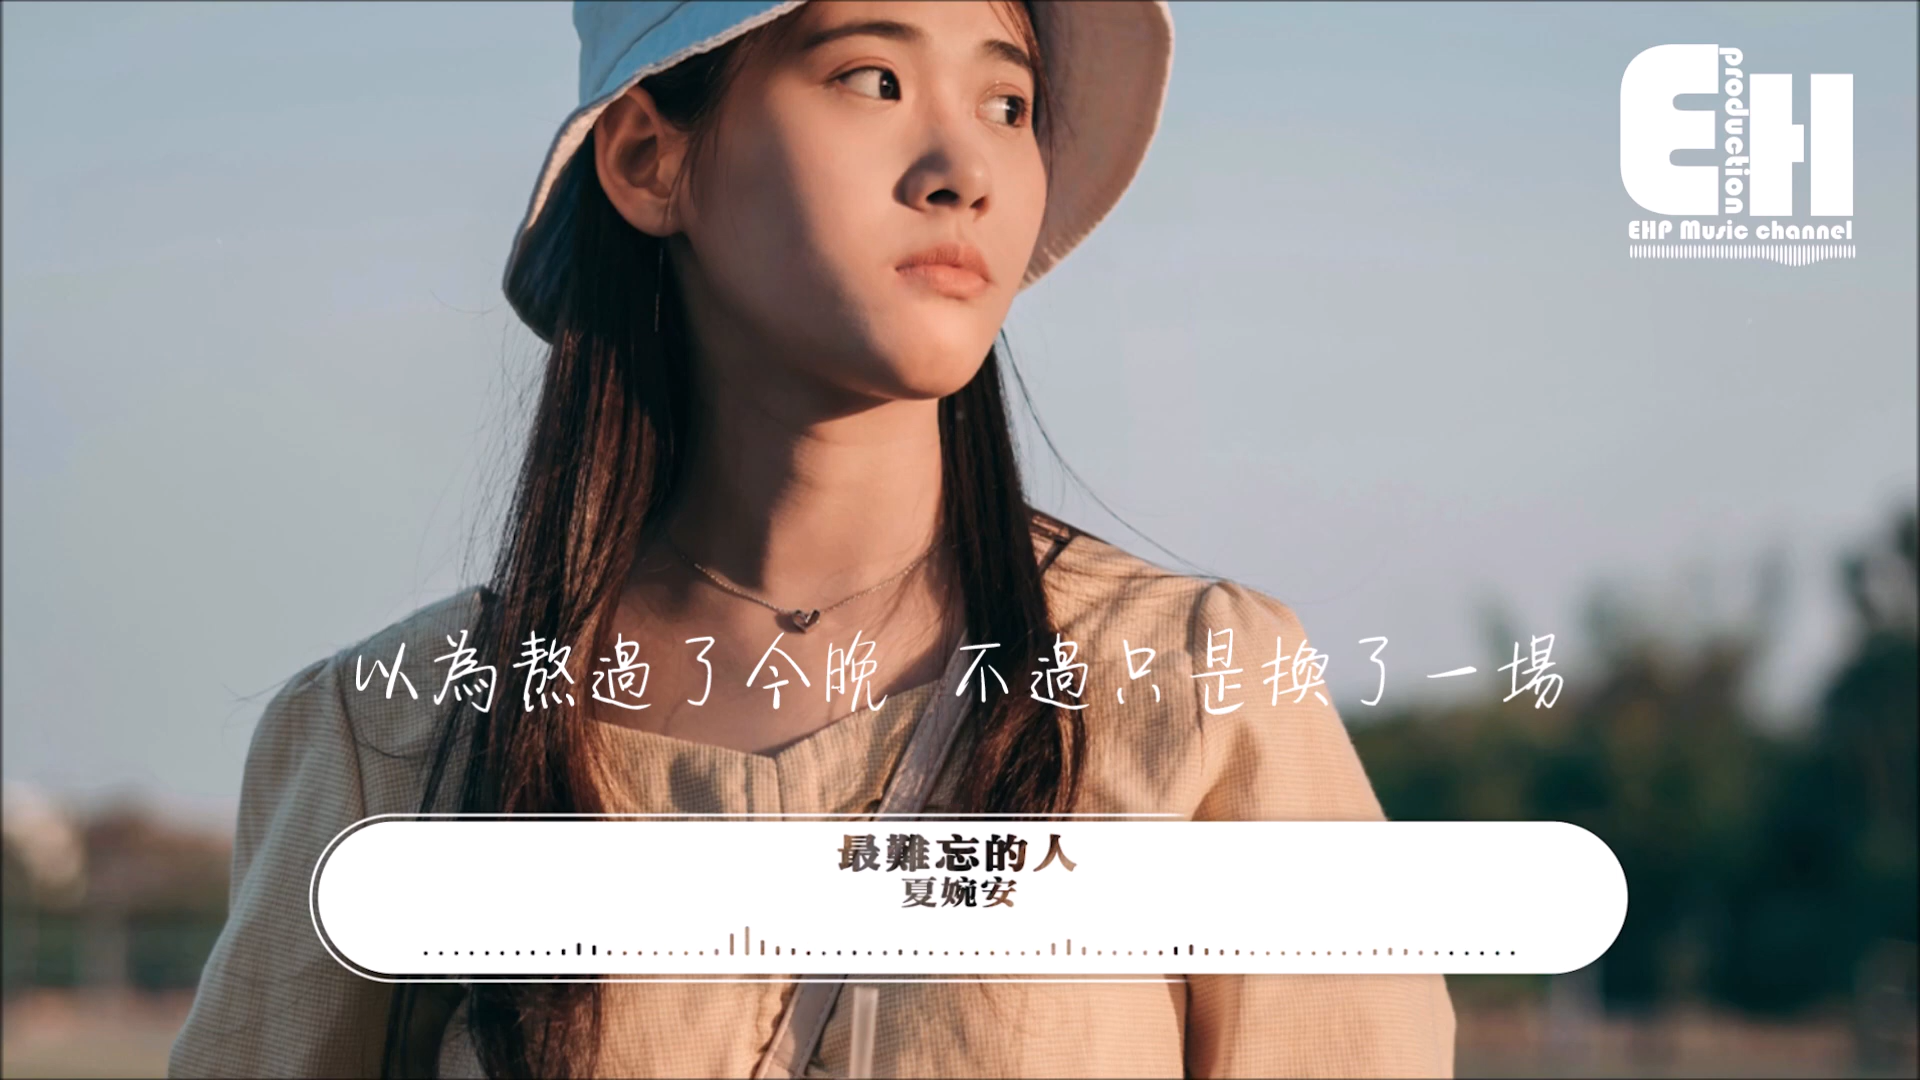 EH
production
EHP Music channel
以為熬過了今晚 不過只是換了一場
最難忘的人
夏婉安